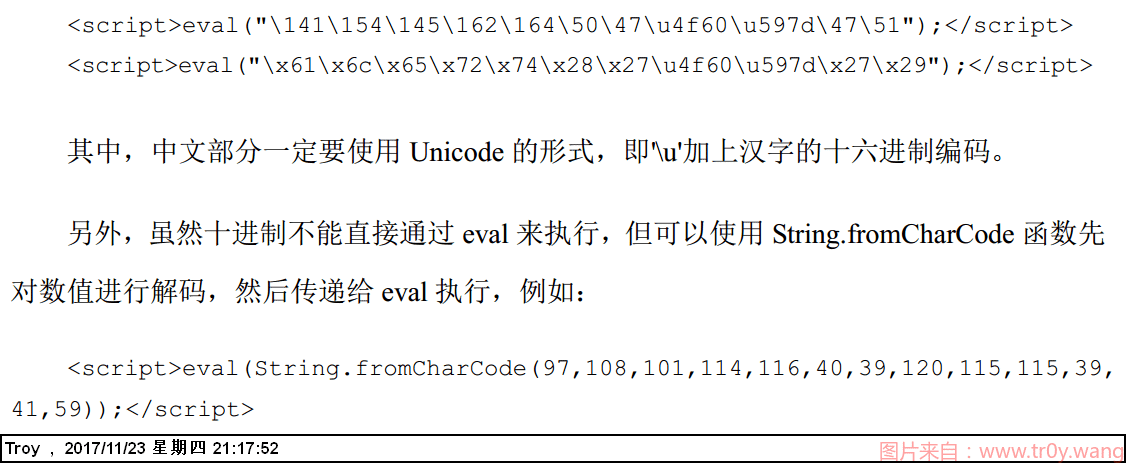 <script>eval("\141\154\145\162\164\50\47\u4f60\u597d\47\51");</script>
<script>eval("\x61\x6c\x65\x72\x74\x28\x27\u4f60\u597d\x27\x29");</script>
其中，中文部分一定要使用 Unicode 的形式，即'\u'加上汉字的十六进制编码。
另外，虽然十进制不能直接通过 eval 来执行，但可以使用 String.fromCharCode 函数先
对数值进行解码，然后传递给 eval 执行，例如：
<script>eval(String.fromCharCode(97,108,101,114,116,40,39,120,115,115,39,
41,59));</script>
Troy , 2017/11/23 星期四 21:17:52
图片来自：www.tr0y.wang